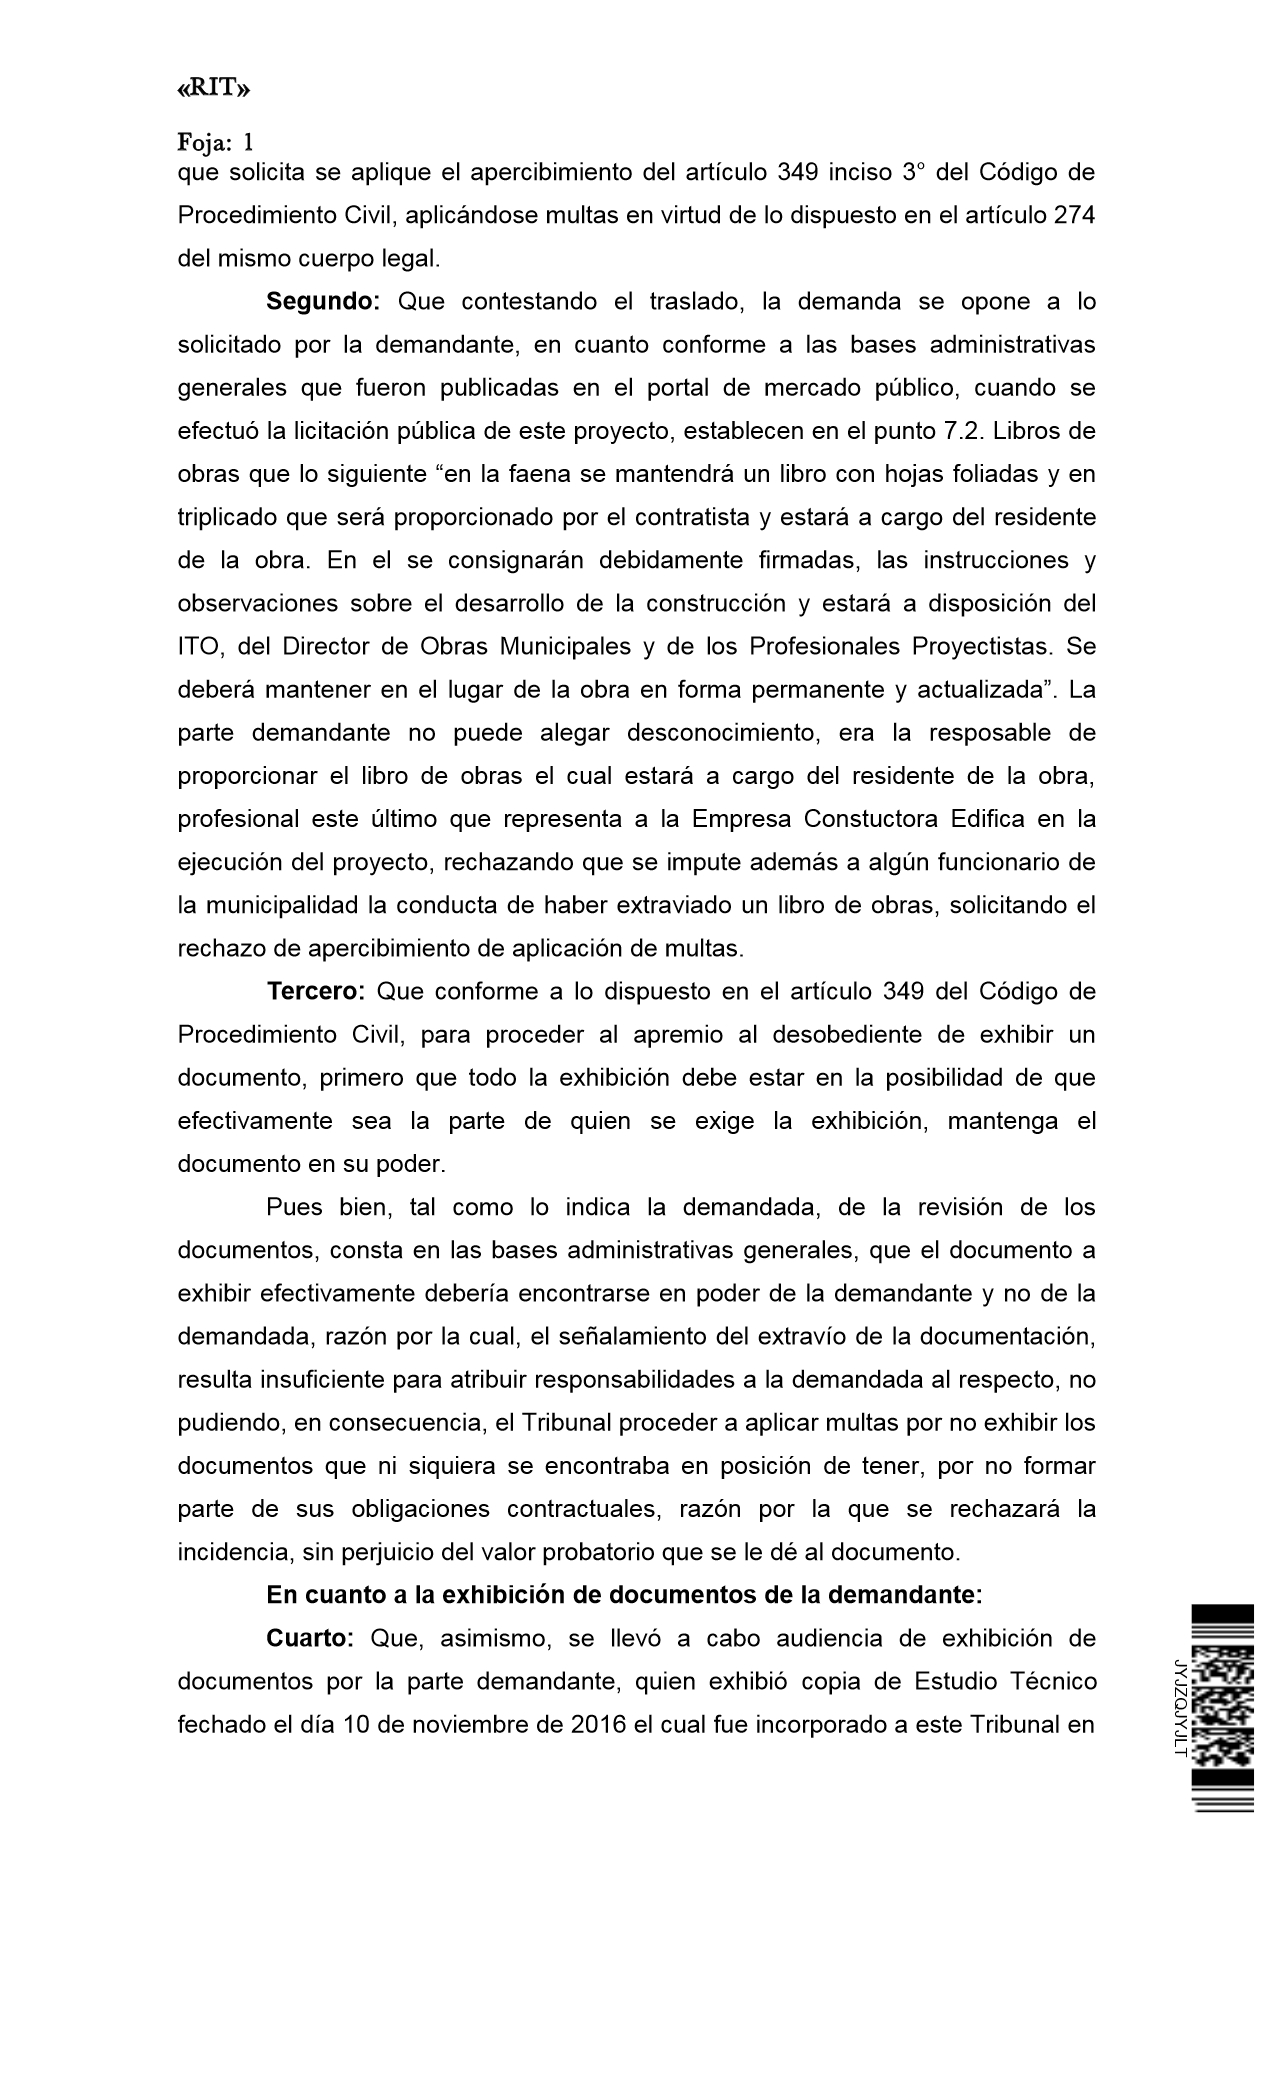 «RIT»
Foja: 1
que solicita se aplique el apercibimiento del artículo 349 inciso 3° del Código de
Procedimiento Civil, aplicándose multas en virtud de lo dispuesto en el artículo 274
del mismo cuerpo legal.
Segundo: Que contestando el traslado, la demanda se opone a lo
solicitado por la demandante, en cuanto conforme a las bases administrativas
generales que fueron publicadas en el portal de mercado público, cuando se
efectuó la licitación pública de este proyecto, establecen en el punto 7.2. Libros de
obras que lo siguiente “en la faena se mantendrá un libro con hojas foliadas y en
triplicado que será proporcionado por el contratista y estará a cargo del residente
de la obra. En el se consignarán debidamente firmadas, las instrucciones y
observaciones sobre el desarrollo de la construcción y estará a disposición del
ITO, del Director de Obras Municipales y de los Profesionales Proyectistas. Se
deberá mantener en el lugar de la obra en forma permanente y actualizada”. La
parte demandante no puede alegar desconocimiento, era la resposable de
proporcionar el libro de obras el cual estará a cargo del residente de la obra,
profesional este último que representa a la Empresa Constuctora Edifica en la
ejecución del proyecto, rechazando que se impute además a algún funcionario de
la municipalidad la conducta de haber extraviado un libro de obras, solicitando el
rechazo de apercibimiento de aplicación de multas.
Tercero: Que conforme a lo dispuesto en el artículo 349 del Código de
Procedimiento Civil, para proceder al apremio al desobediente de exhibir un
documento, primero que todo la exhibición debe estar en la posibilidad de que
efectivamente sea la parte de quien se exige la exhibición, mantenga el
documento en su poder.
Pues bien, tal como lo indica la demandada, de la revisión de los
documentos, consta en las bases administrativas generales, que el documento a
exhibir efectivamente debería encontrarse en poder de la demandante y no de la
demandada, razón por la cual, el señalamiento del extravío de la documentación,
resulta insuficiente para atribuir responsabilidades a la demandada al respecto, no
pudiendo, en consecuencia, el Tribunal proceder a aplicar multas por no exhibir los
documentos que ni siquiera se encontraba en posición de tener, por no formar
parte de sus obligaciones contractuales, razón por la que se rechazará la
incidencia, sin perjuicio del valor probatorio que se le dé al documento.
En cuanto a la exhibición de documentos de la demandante:
Cuarto: Que, asimismo, se llevó a cabo audiencia de exhibición de
documentos por la parte demandante, quien exhibió copia de Estudio Técnico
fechado el día 10 de noviembre de 2016 el cual fue incorporado a este Tribunal en
JYJZQJYJLT